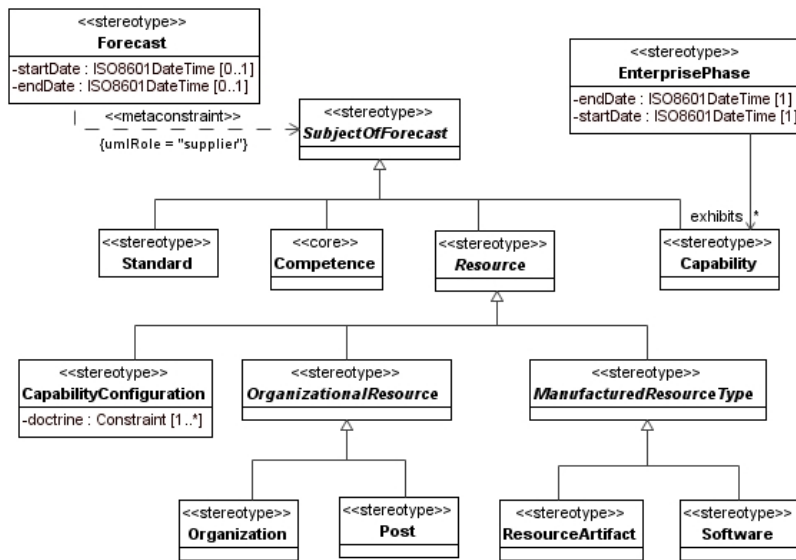 <<stereotype>>
Forecast
-startDate : ISO8601DateTime [0..1]
-endDate : ISO8601DateTime [0..1]
<<stereotype>>
EnterprisePhase
-endDate : ISO8601DateTime [1]
-startDate : ISO8601DateTime [1]
<<metaconstraint>>
{umlRole = "supplier"}
<<stereotype>>
SubjectOfForecast
exhibits *
<<stereotype>>
Standard
<<core>>
Competence
<<stereotype>>
Resource
<<stereotype>>
Capability
<<stereotype>>
CapabilityConfiguration
-doctrine : Constraint [1..*]
<<stereotype>>
OrganizationalResource
<<stereotype>>
ManufacturedResourceType
<<stereotype>>
Organization
<<stereotype>>
Post
<<stereotype>>
ResourceArtifact
<<stereotype>>
Software